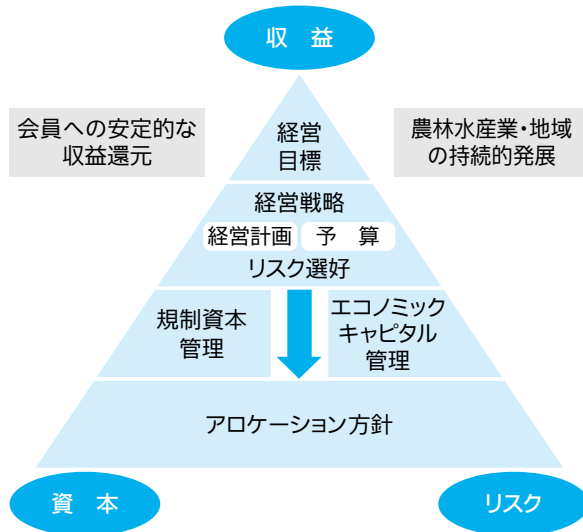 収　益
会員への安定的な
収益還元
農林水産業・地域
の持続的発展
経営
目標
経営戦略
経営計画
予　算
リスク選好
規制資本
管理
エコノミック
キャピタル
管理
アロケーション方針
資　本
リスク